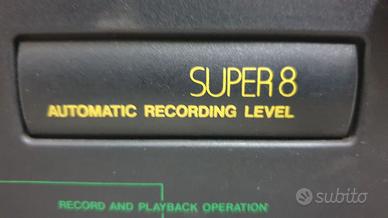 SUPER 8
AUTOMATIC RECORDING LEVEL
RECORD AND PLAYBACK OPERATION
subito